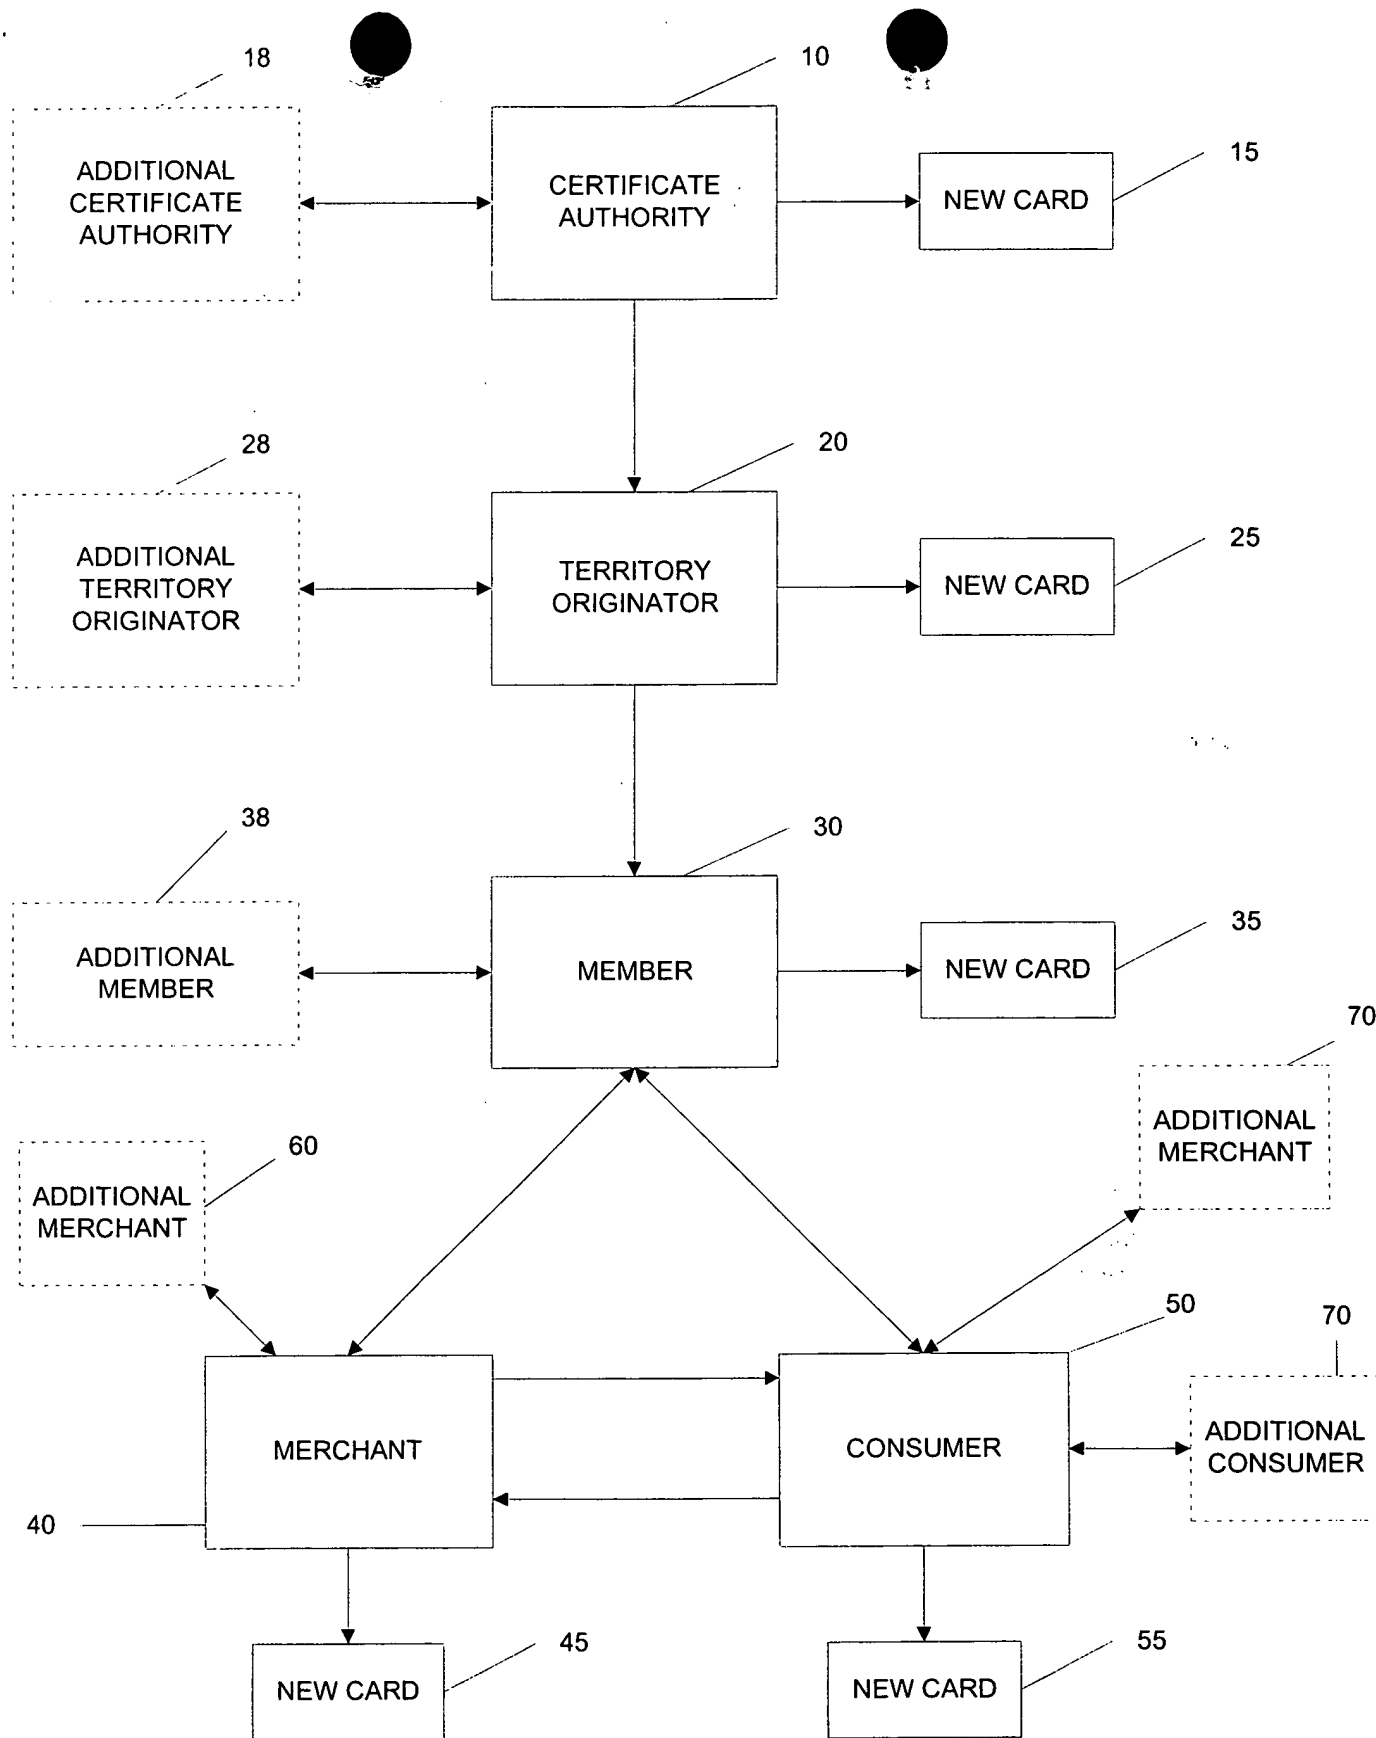 18
10
ADDITIONAL
CERTIFICATE
AUTHORITY
CERTIFICATE
AUTHORITY
NEW CARD
15
28
20
ADDITIONAL
TERRITORY
ORIGINATOR
TERRITORY
ORIGINATOR
NEW CARD
25
38
30
ADDITIONAL
MEMBER
MEMBER
NEW CARD
35
70
ADDITIONAL
MERCHANT
60
ADDITIONAL
MERCHANT
50
70
MERCHANT
CONSUMER
ADDITIONAL
CONSUMER
40
45
55
NEW CARD
NEW CARD